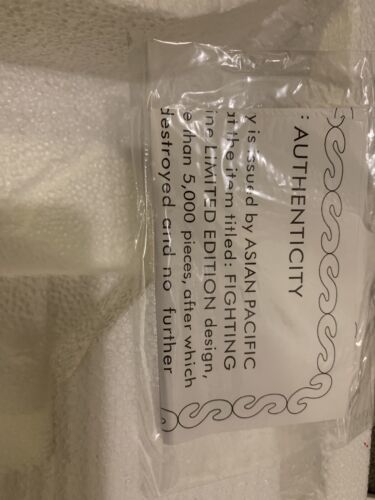 : AUTHENTICITY
y is issued by ASIAN PACIFIC
at the item titled: FIGHTING
ine LIMITED EDITION design,
e than 5,000 pieces, after which
destroyed and no further